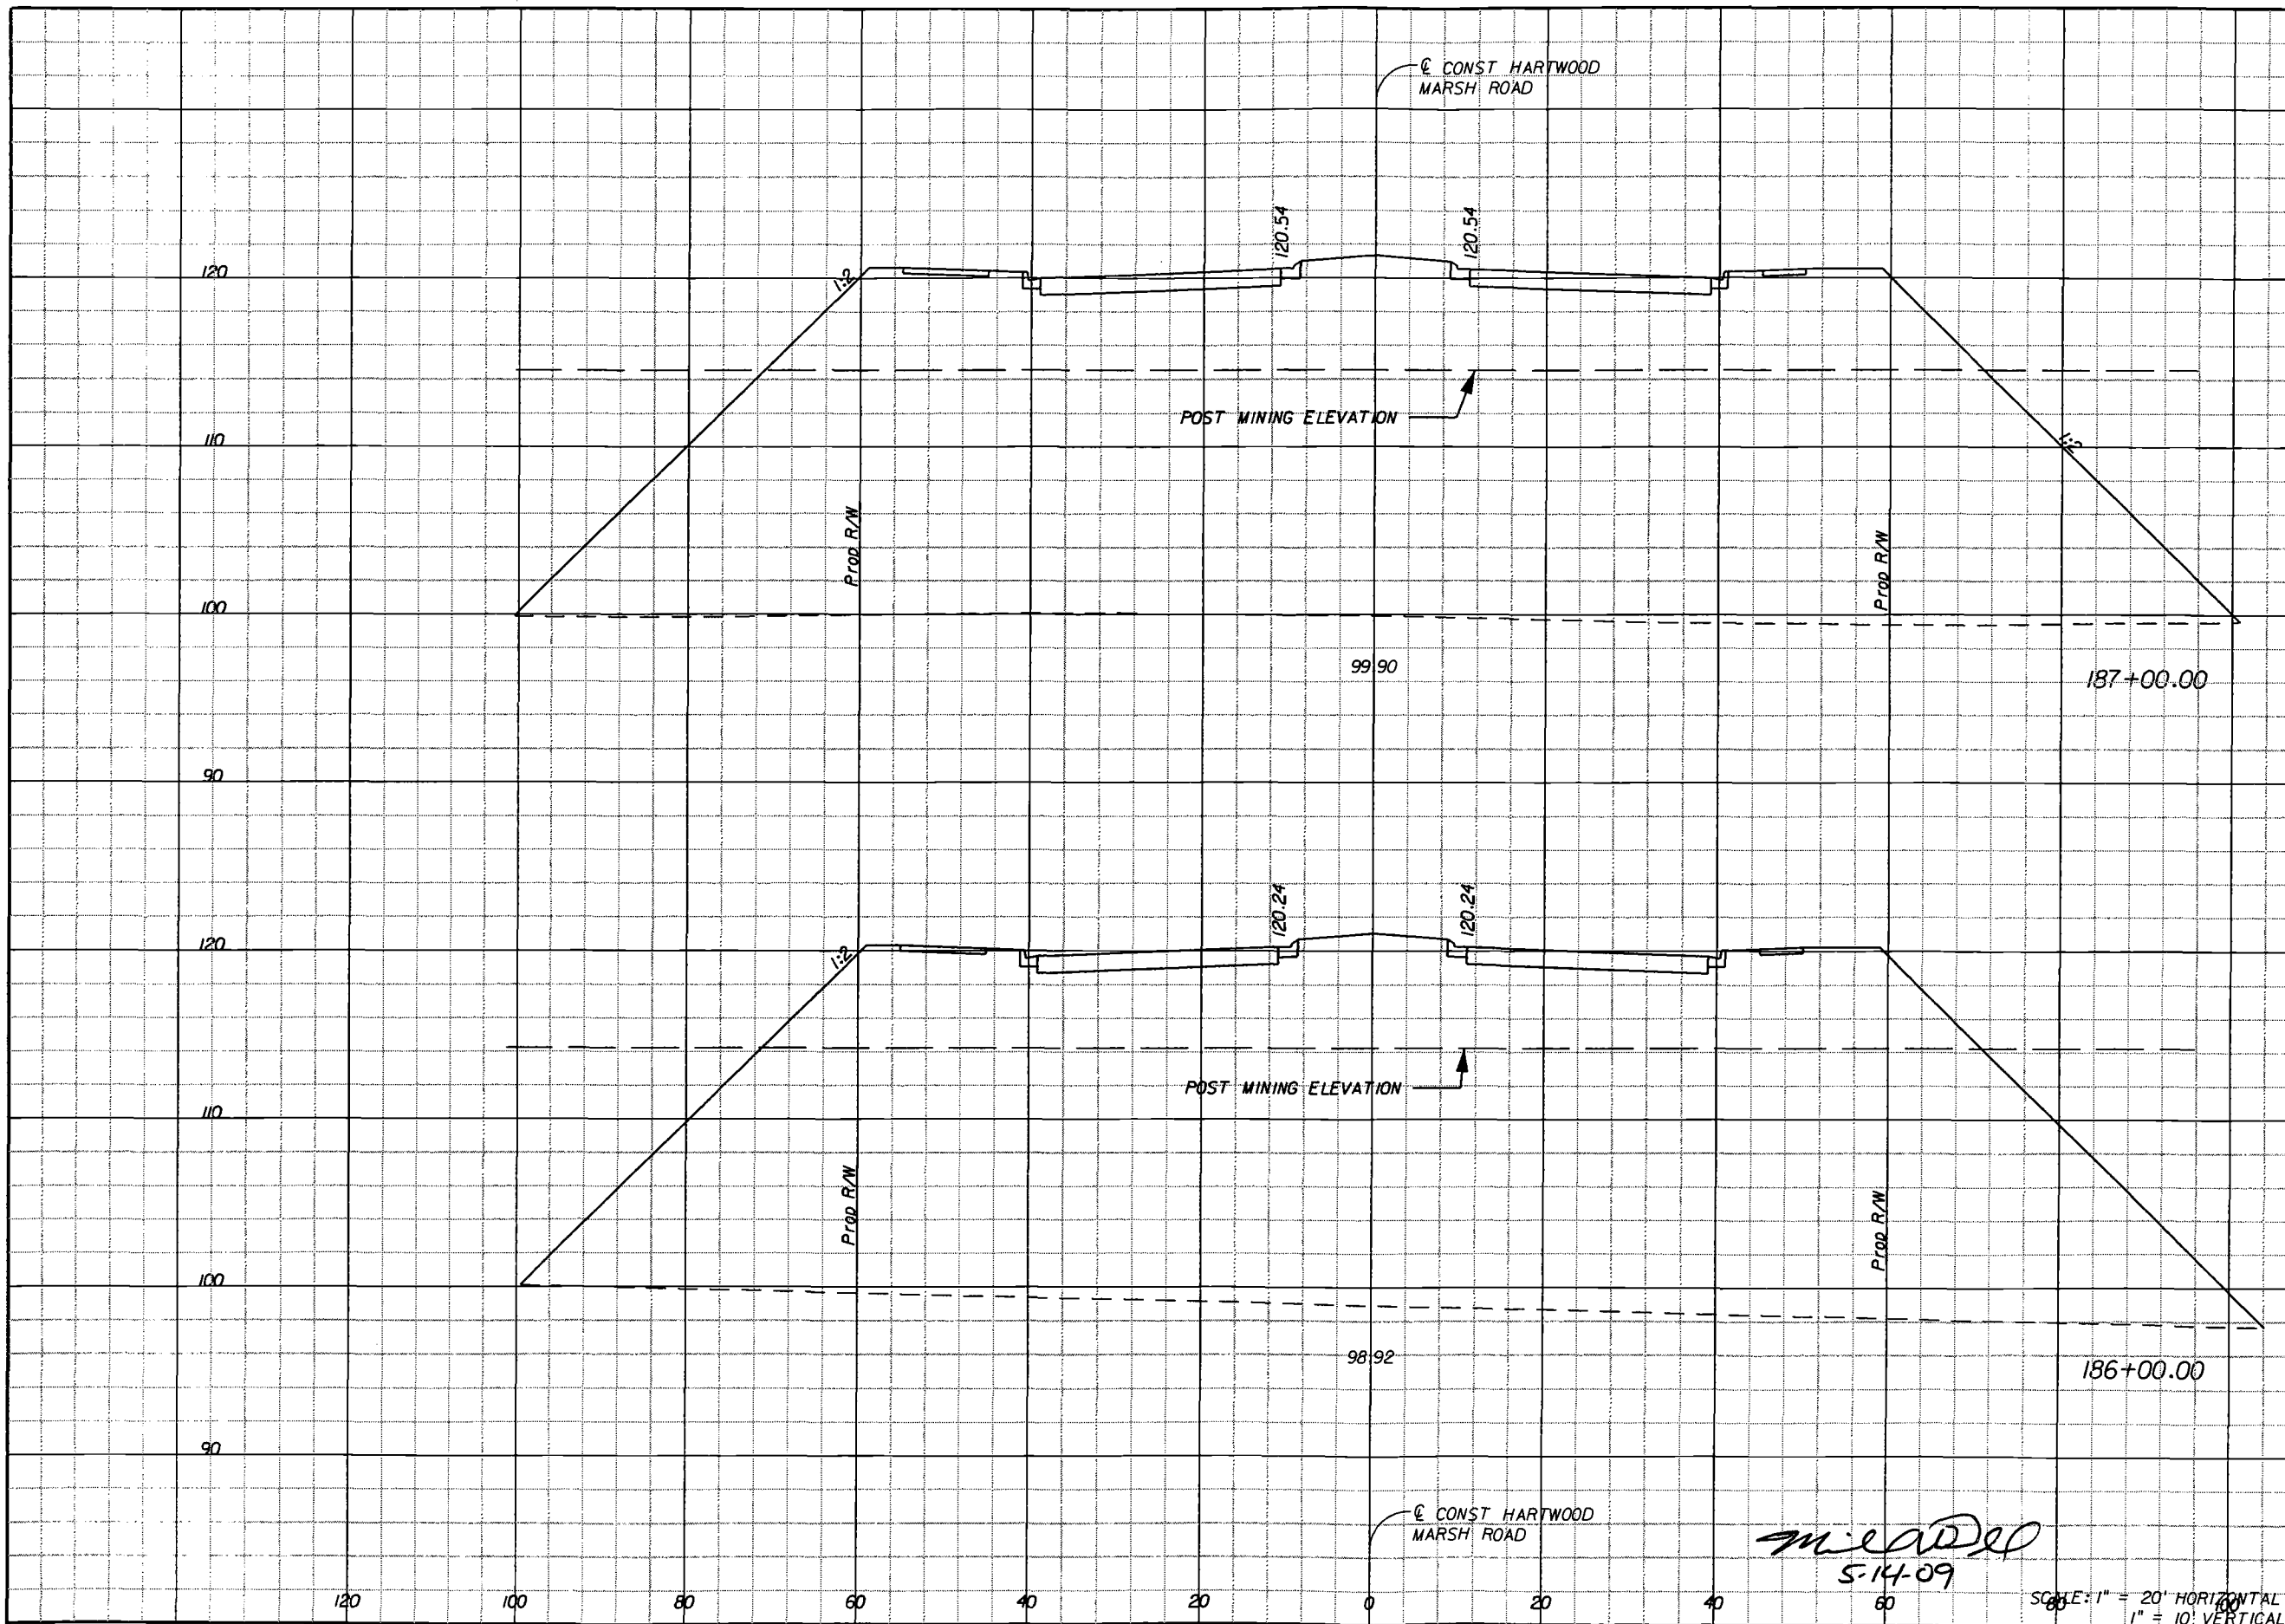 ℄ CONST HARTWOOD
MARSH ROAD
120.54
120.54
120
1:2
POST MINING ELEVATION
110
1:2
Prop R/W
Prop R/W
100
99.90
187+00.00
90
120.24
120.24
120
1:2
POST MINING ELEVATION
110
Prop R/W
Prop R/W
100
98.92
186+00.00
90
℄ CONST HARTWOOD
MARSH ROAD
5-14-09
120 100 80 60 40 20 0 20 40 60 80 100
SCALE: 1" = 20' HORIZONTAL
1" = 10' VERTICAL